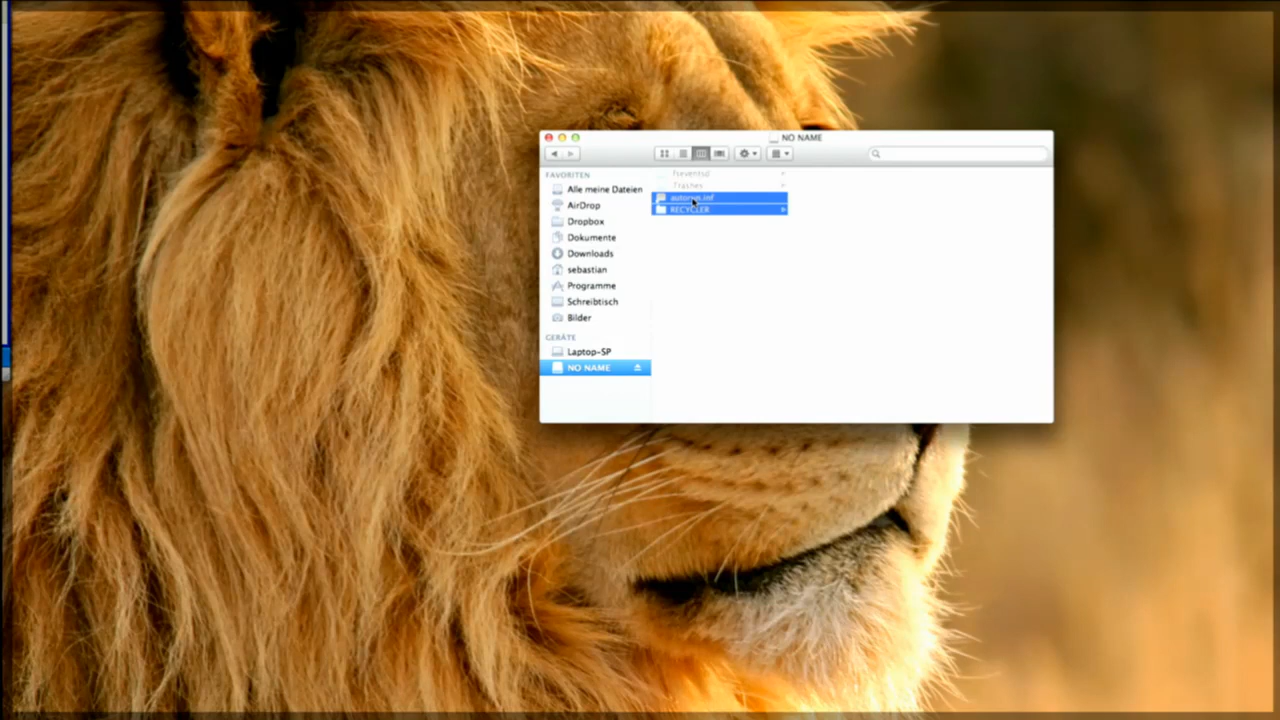 NO NAME
FAVORITEN
Alle meine Dateien
AirDrop
Dropbox
Dokumente
Downloads
sebastian
Programme
Schreibtisch
Bilder
GERÄTE
Laptop-SP
NO NAME
fseventsd
Trashes
autorun.inf
RECYCLER